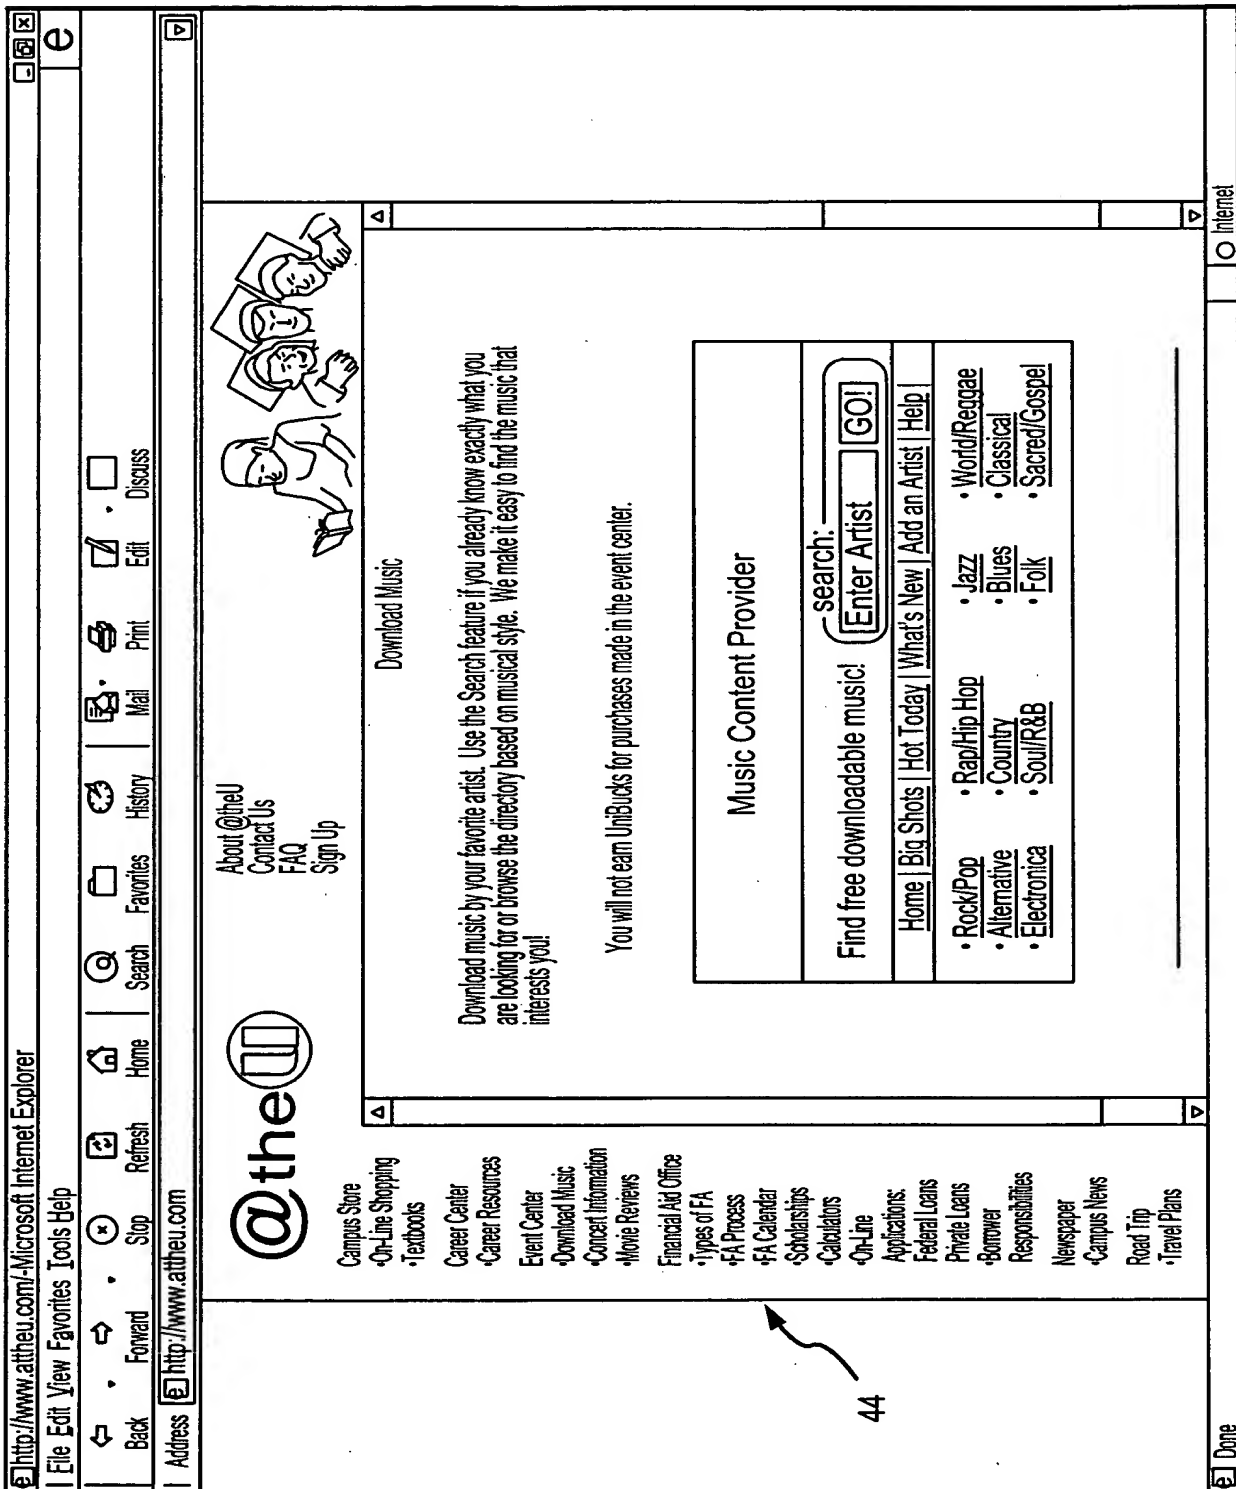 http://www.attheu.com/-Microsoft Internet Explorer
File Edit View Favorites Tools Help
e
Back Forward Stop Refresh Home Search Favorites History Mail Print Edit Discuss
Address http://www.attheu.com
@theU
About @theU
Contact Us
FAQ
Sign Up
Campus Store
•On-Line Shopping
•Textbooks
Career Center
•Career Resources
Event Center
•Download Music
•Concert Information
•Movie Reviews
Financial Aid Office
•Types of FA
•FA Process
•FA Calendar
•Scholarships
•Calculators
•On-Line
Applications:
Federal Loans
Private Loans
•Borrower
Responsibilities
Newspaper
•Campus News
Road Trip
•Travel Plans
Download Music
Download music by your favorite artist. Use the Search feature if you already know exactly what you
are looking for or browse the directory based on musical style. We make it easy to find the music that
interests you!
You will not earn UniBucks for purchases made in the event center.
Music Content Provider
Find free downloadable music!
search:
Enter Artist GO!
Home | Big Shots | Hot Today | What's New | Add an Artist | Help |
• Rock/Pop • Rap/Hip Hop • Jazz • World/Reggae
• Alternative • Country • Blues • Classical
• Electronica • Soul/R&B • Folk • Sacred/Gospel
44
e Done
Internet